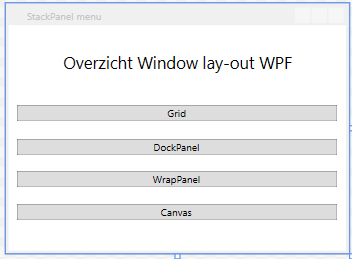 StackPanel menu
Overzicht Window lay-out WPF
Grid
DockPanel
WrapPanel
Canvas